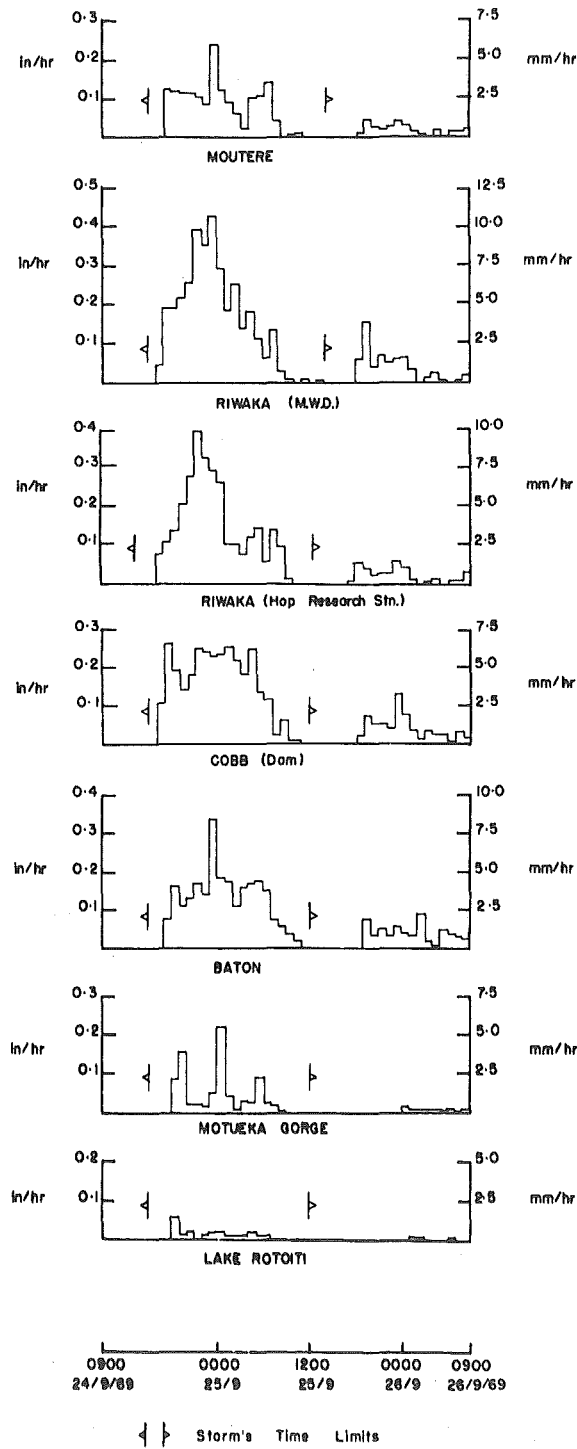 0·3 7·5
in/hr 0·2 5·0 mm/hr
0·1 2·5
MOUTERE
0·5 12·5
0·4 10·0
in/hr 0·3 7·5 mm/hr
0·2 5·0
0·1 2·5
RIWAKA (M.W.D.)
0·4 10·0
in/hr 0·3 7·5 mm/hr
0·2 5·0
0·1 2·5
RIWAKA (Hop Research Stn.)
0·3 7·5
in/hr 0·2 5·0 mm/hr
0·1 2·5
COBB (Dam)
0·4 10·0
0·3 7·5
in/hr 0·2 5·0 mm/hr
0·1 2·5
BATON
0·3 7·5
in/hr 0·2 5·0 mm/hr
0·1 2·5
MOTUEKA GORGE
0·2 5·0
in/hr 0·1 2·5 mm/hr
LAKE ROTOITI
0900 0000 1200 0000 0900
24/9/69 25/9 25/9 26/9 26/9/69
Storm's Time Limits